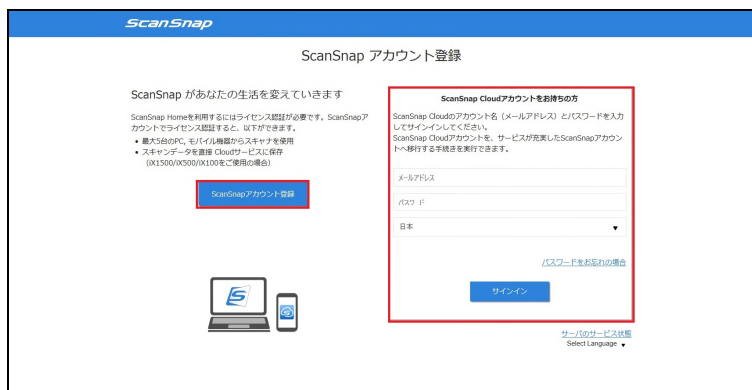 ScanSnap
ScanSnap アカウント登録
ScanSnap があなたの生活を変えていきます
ScanSnap Homeを利用するにはライセンス認証が必要です。ScanSnapア
カウントでライセンス認証すると、以下ができます。
• 最大5台のPC, モバイル機器からスキャナを使用
• スキャンデータを直接 Cloudサービスに保存
(iX1500/iX500/iX100をご使用の場合)
ScanSnapアカウント登録
ScanSnap Cloudアカウントをお持ちの方
ScanSnap Cloudのアカウント名（メールアドレス）とパスワードを入力
してサインインしてください。
ScanSnap Cloudアカウントを、サービスが充実したScanSnapアカウン
トへ移行する手続きを実行できます。
メールアドレス
パスワード
日本
パスワードをお忘れの場合
サインイン
サーバのサービス状態
Select Language